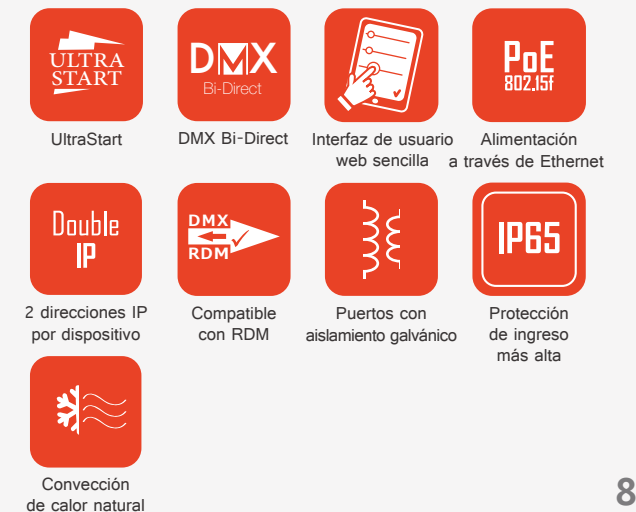 ULTRA
START
UltraStart
DMX
Bi-Direct
DMX Bi-Direct
Interfaz de usuario
web sencilla
PoE
802.15f
Alimentación
a través de Ethernet
Double
IP
2 direcciones IP
por dispositivo
DMX
RDM
Compatible
con RDM
Puertos con
aislamiento galvánico
IP65
Protección
de ingreso
más alta
Convección
de calor natural
8